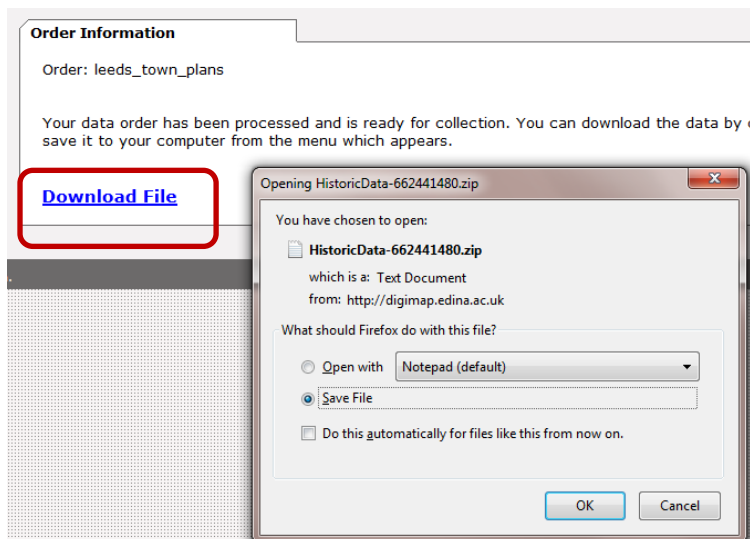 Order Information
Order: leeds_town_plans
Your data order has been processed and is ready for collection. You can download the data by
save it to your computer from the menu which appears.
Download File
Opening HistoricData-662441480.zip
You have chosen to open:
HistoricData-662441480.zip
which is a: Text Document
from: http://digimap.edina.ac.uk
What should Firefox do with this file?
Open with Notepad (default)
Save File
Do this automatically for files like this from now on.
OK Cancel